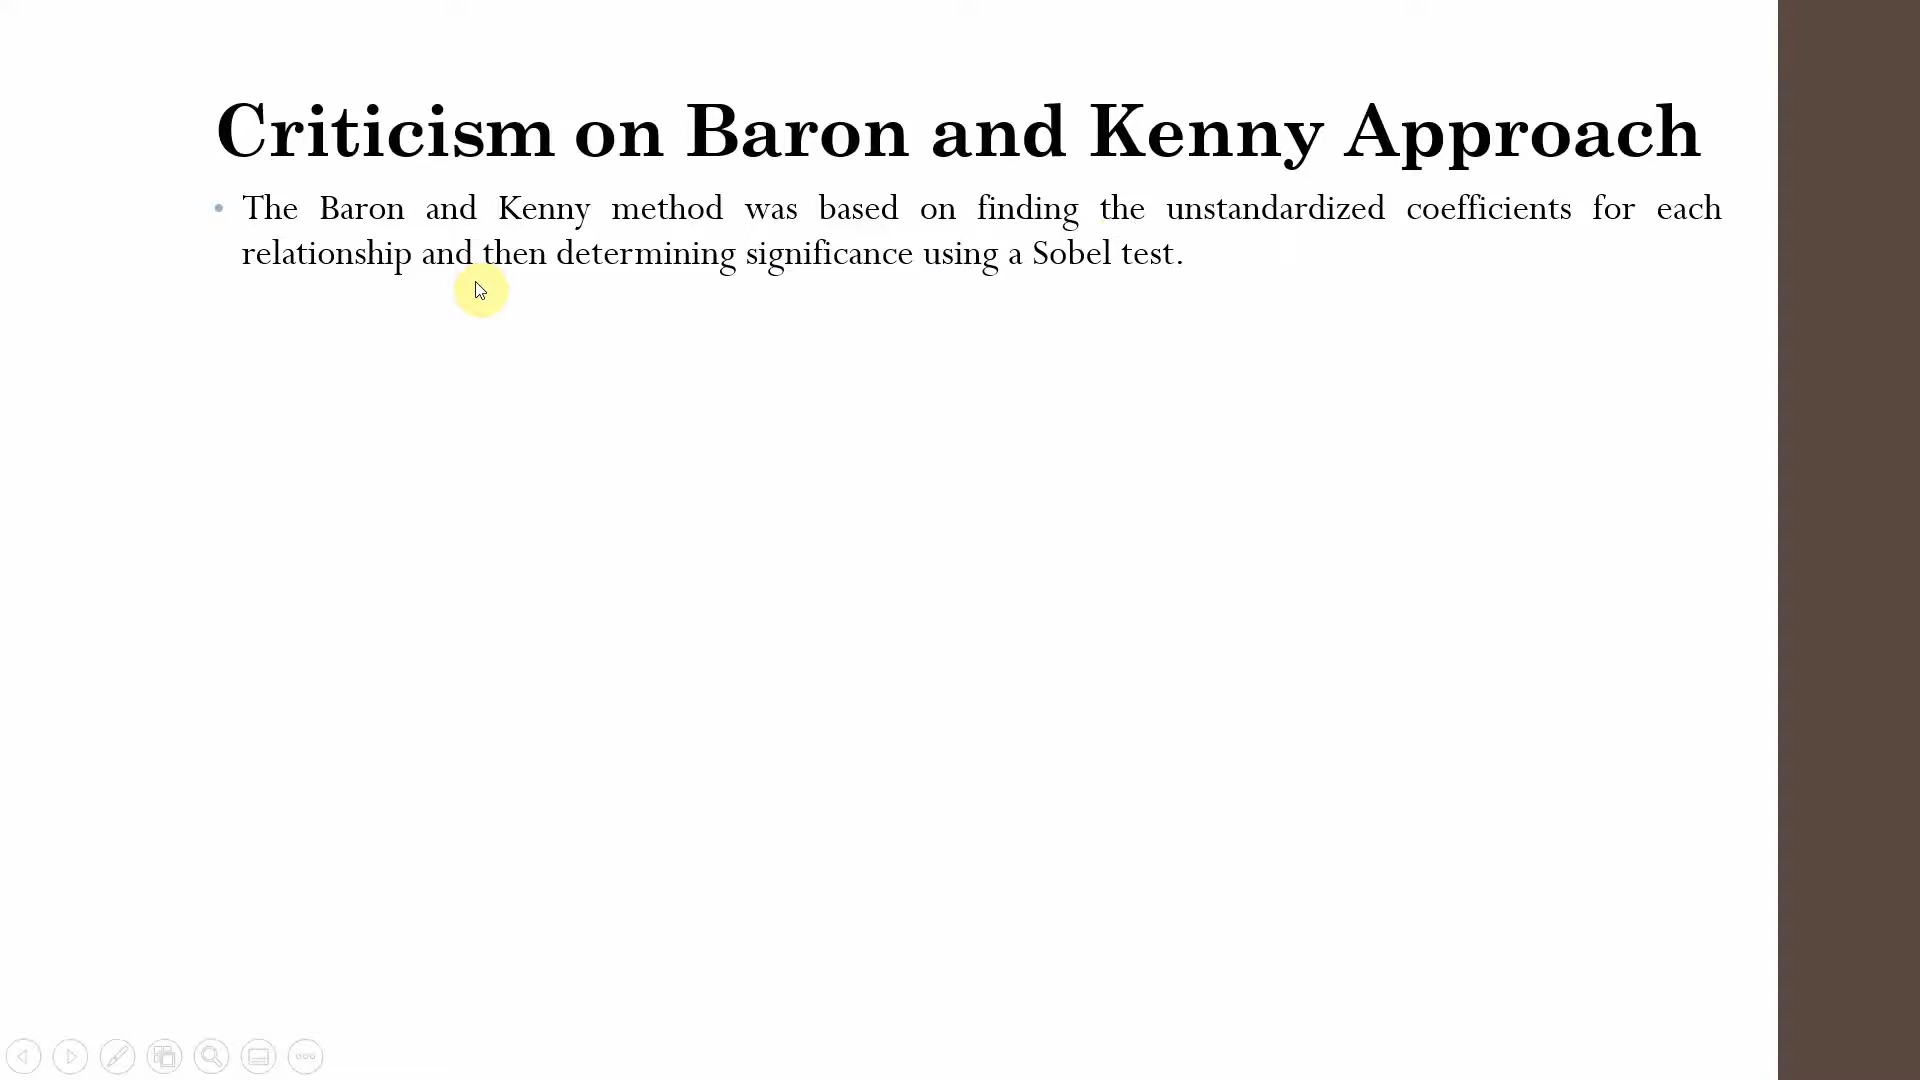 Criticism on Baron and Kenny Approach
• The Baron and Kenny method was based on finding the unstandardized coefficients for each
relationship and then determining significance using a Sobel test.